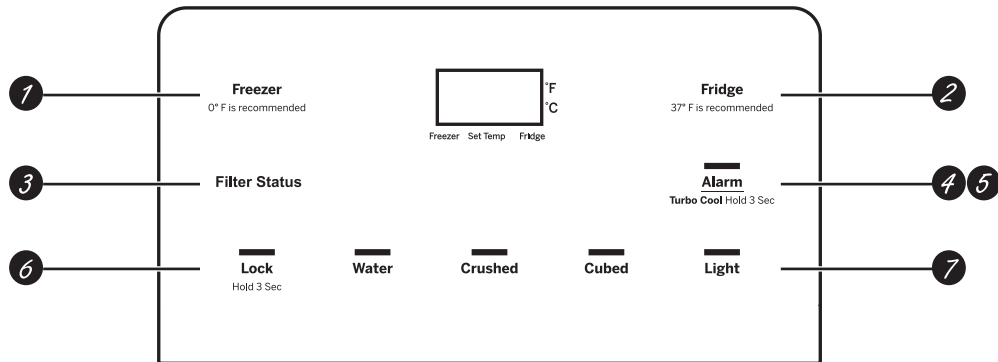 1
Freezer
0° F is recommended
°F
°C
Freezer Set Temp Fridge
Fridge
37° F is recommended
2
3
Filter Status
Alarm
Turbo Cool Hold 3 Sec
4 5
6
Lock
Hold 3 Sec
Water
Crushed
Cubed
Light
7